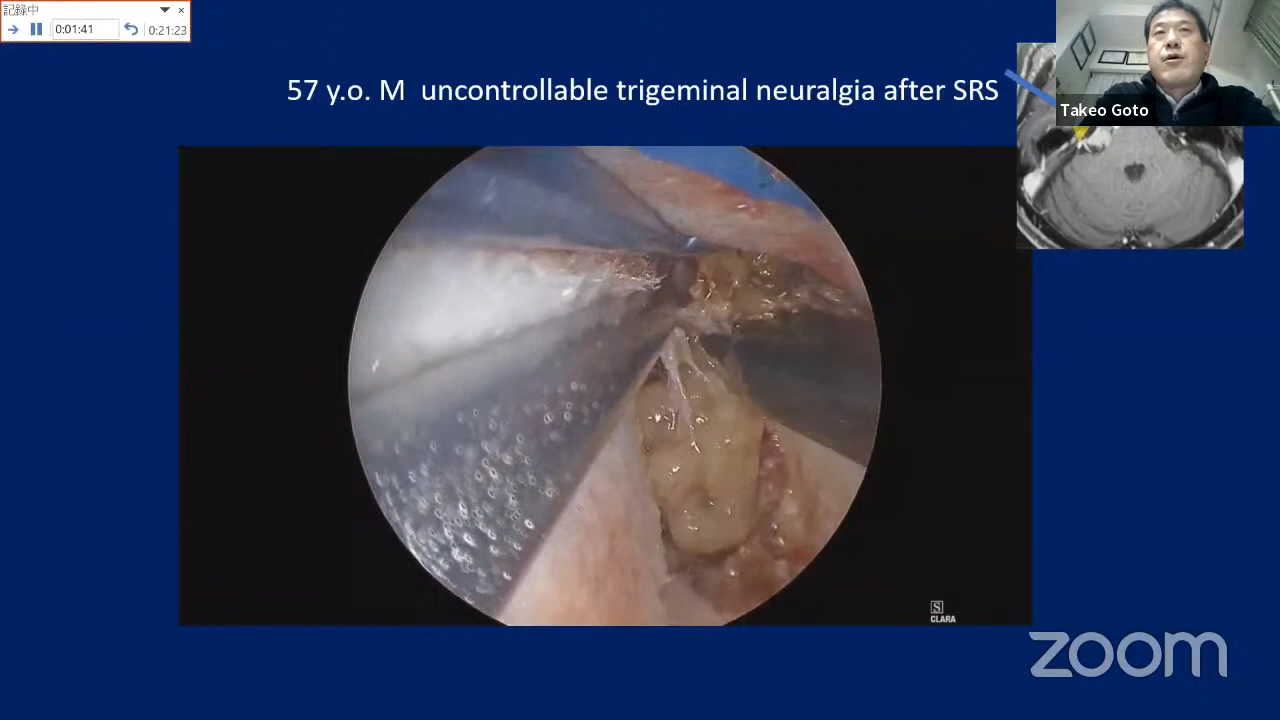 記録中
0:01:41
0:21:23
57 y.o. M uncontrollable trigeminal neuralgia after SRS
Takeo Goto
S
CLARA
zoom